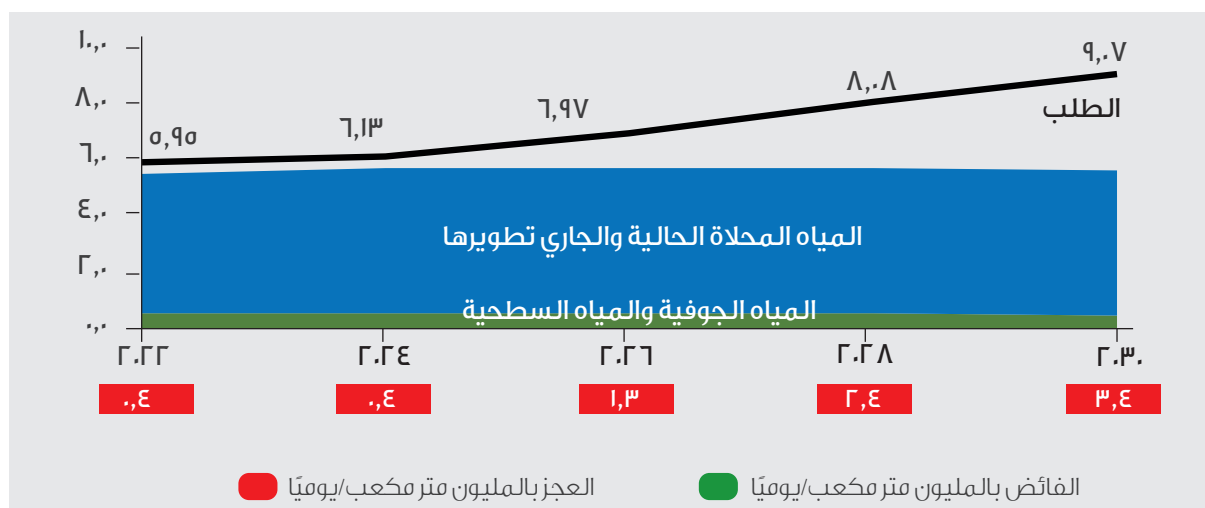 ١٠,٠
٨,٠
٦,٠
٤,٠
٢,٠
٠,٠
٥,٩٥
٦,١٣
٦,٩٧
٨,٠٨
٩,٠٧
الطلب
المياه المحلاة الحالية والجاري تطويرها
المياه الجوفية والمياه السطحية
٢٠٢٢ ٢٠٢٤ ٢٠٢٦ ٢٠٢٨ ٢٠٣٠
٠,٤ ٠,٤ ١,٣ ٢,٤ ٣,٤
الفائض بالمليون متر مكعب/يوميًا
العجز بالمليون متر مكعب/يوميًا